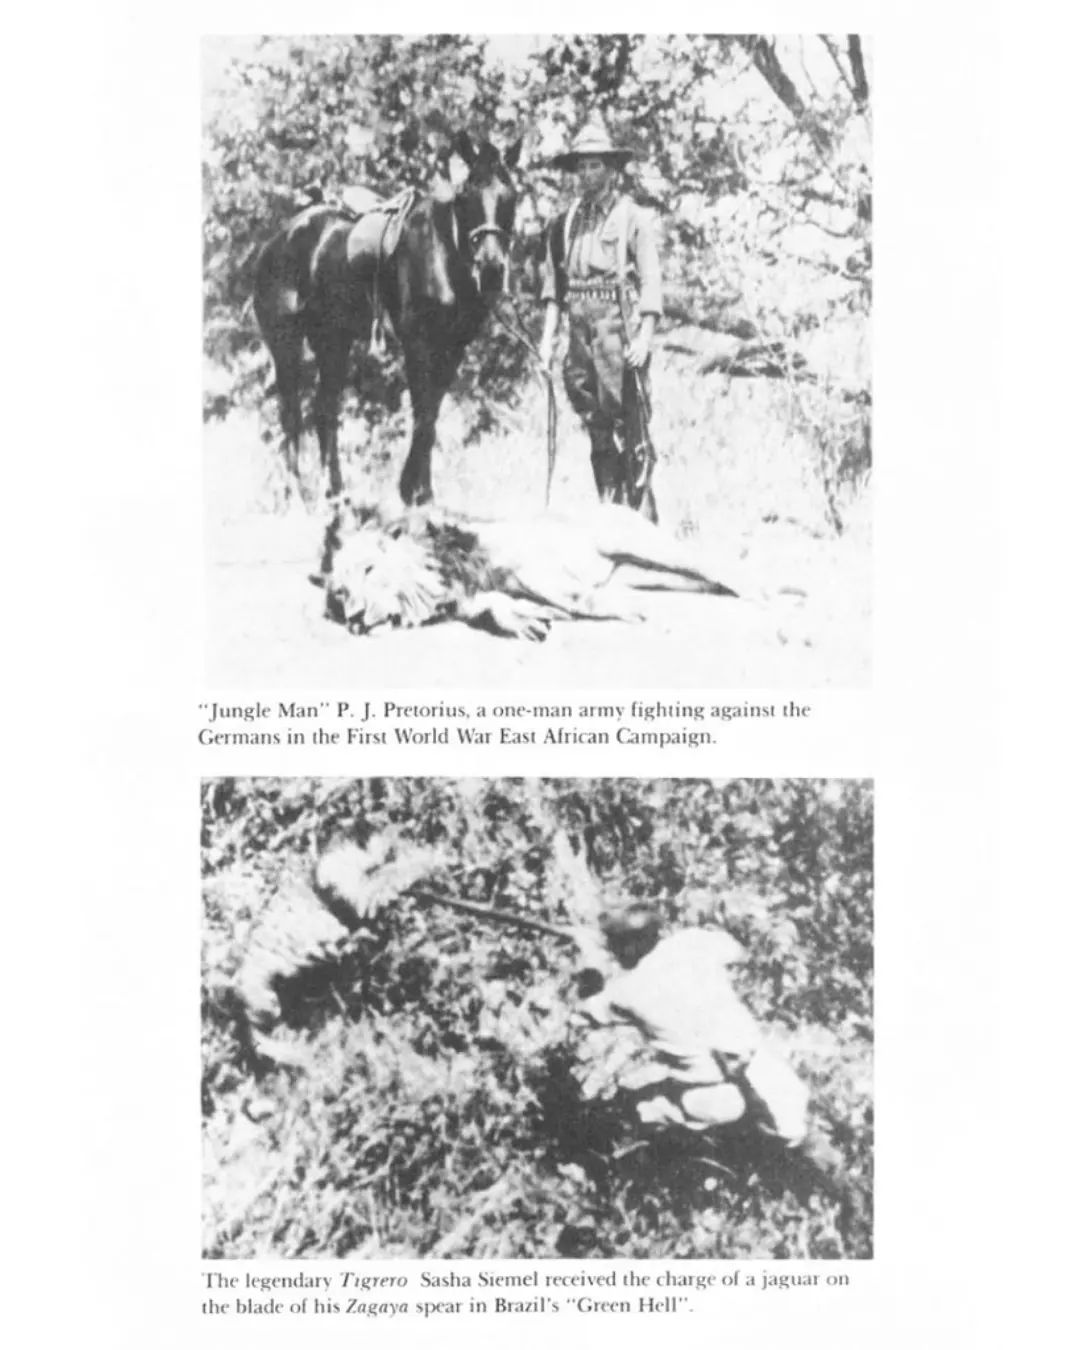 "Jungle Man" P. J. Pretorius, a one-man army fighting against the
Germans in the First World War East African Campaign.
The legendary Tigrero Sasha Siemel received the charge of a jaguar on
the blade of his Zagaya spear in Brazil's "Green Hell".